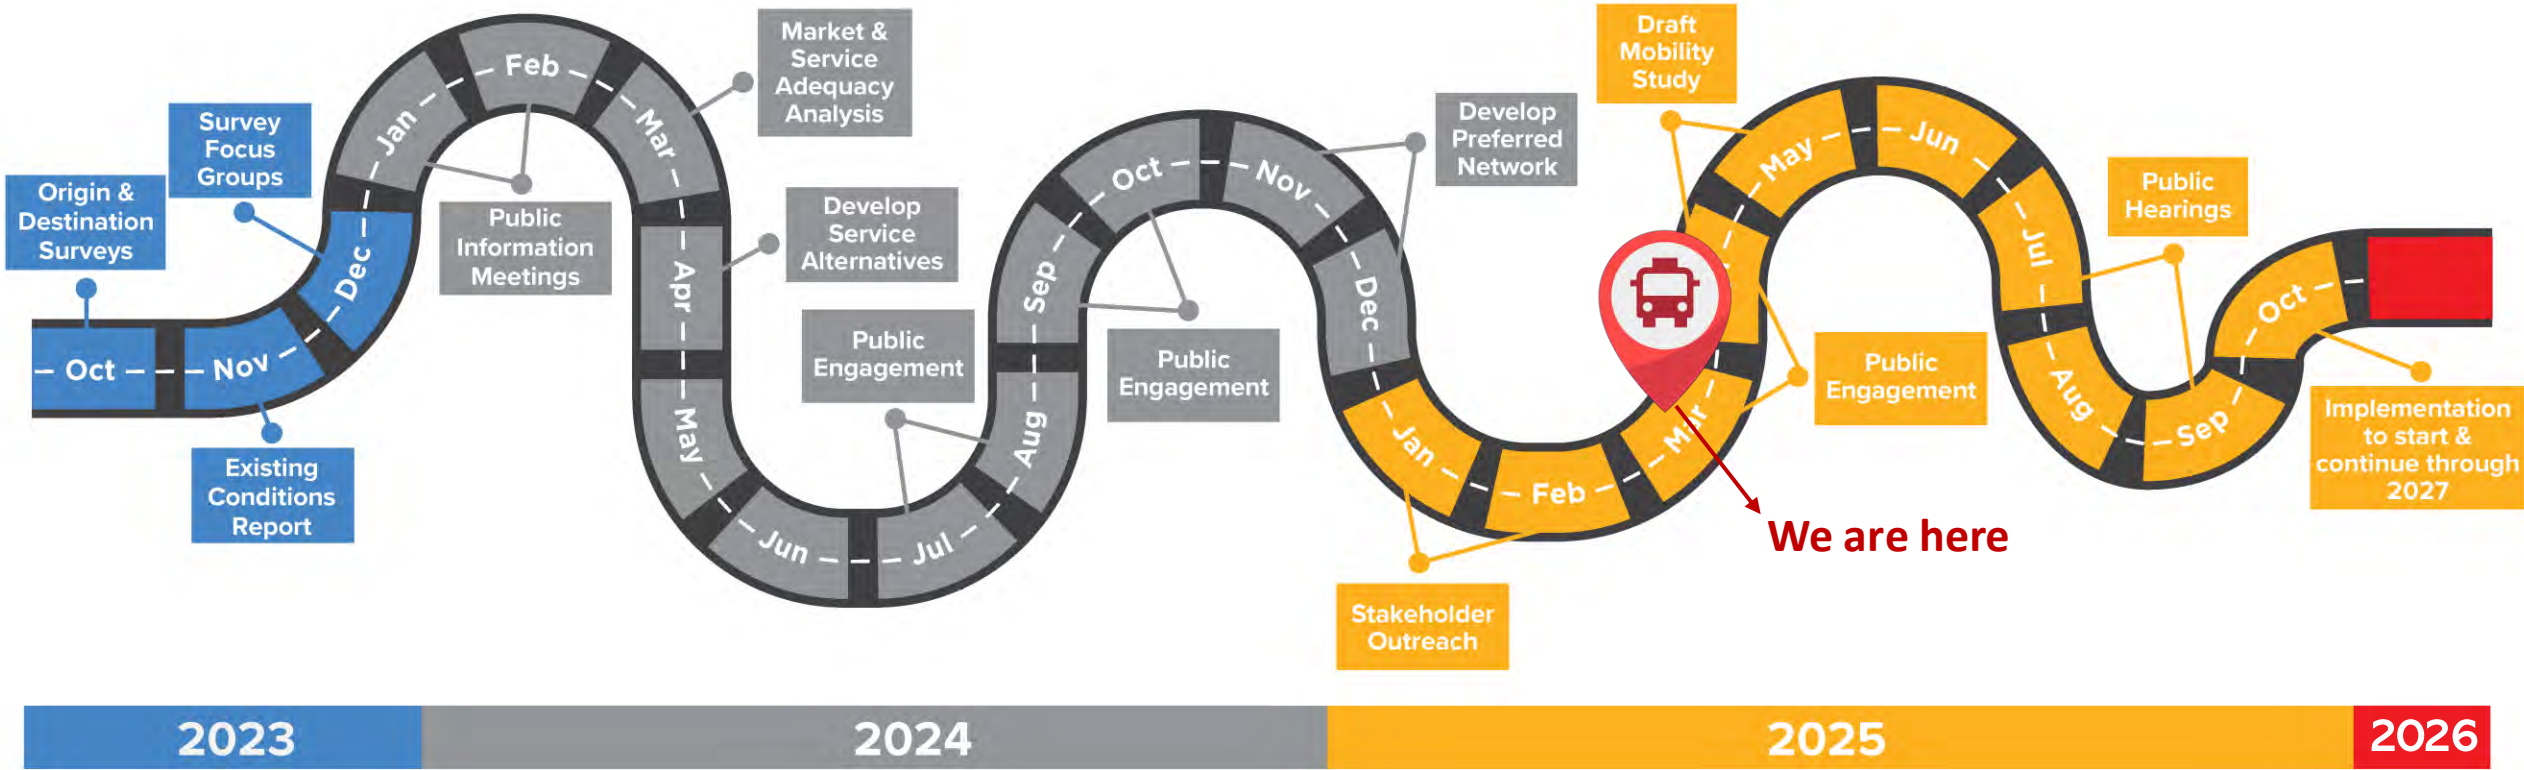 Origin &
Destination
Surveys
Survey
Focus
Groups
Existing
Conditions
Report
Oct
Nov
Dec
Jan
Feb
Mar
Apr
May
Jun
Jul
Aug
Sep
Oct
Nov
Dec
Jan
Feb
Mar
May
Jun
Jul
Aug
Sep
Oct
Public
Information
Meetings
Market &
Service
Adequacy
Analysis
Develop
Service
Alternatives
Public
Engagement
Public
Engagement
Develop
Preferred
Network
Stakeholder
Outreach
Draft
Mobility
Study
Public
Engagement
We are here
Public
Hearings
Implementation
to start &
continue through
2027
2023
2024
2025
2026